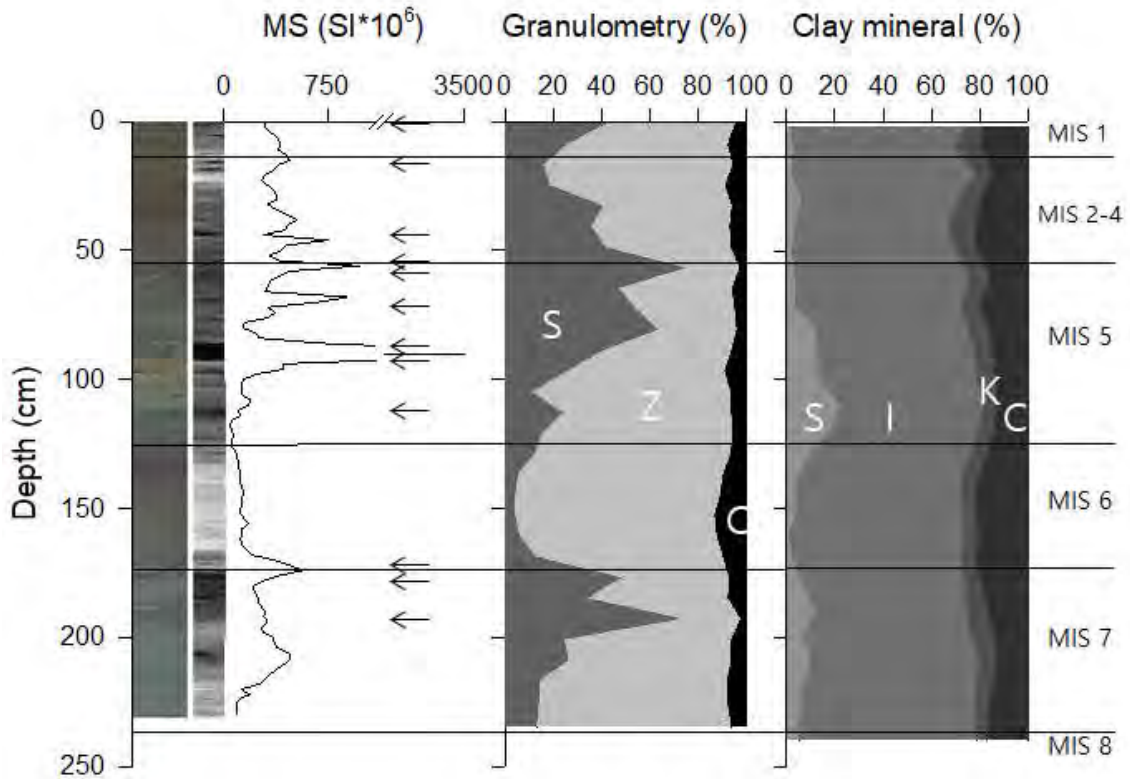 MS (SI*10⁶) Granulometry (%) Clay mineral (%)
0 750 35000 0 20 40 60 80 100 0 20 40 60 80 100
0
50
100
150
200
250
Depth (cm)
S
Z
C
S
I
K
C
MIS 1
MIS 2-4
MIS 5
MIS 6
MIS 7
MIS 8